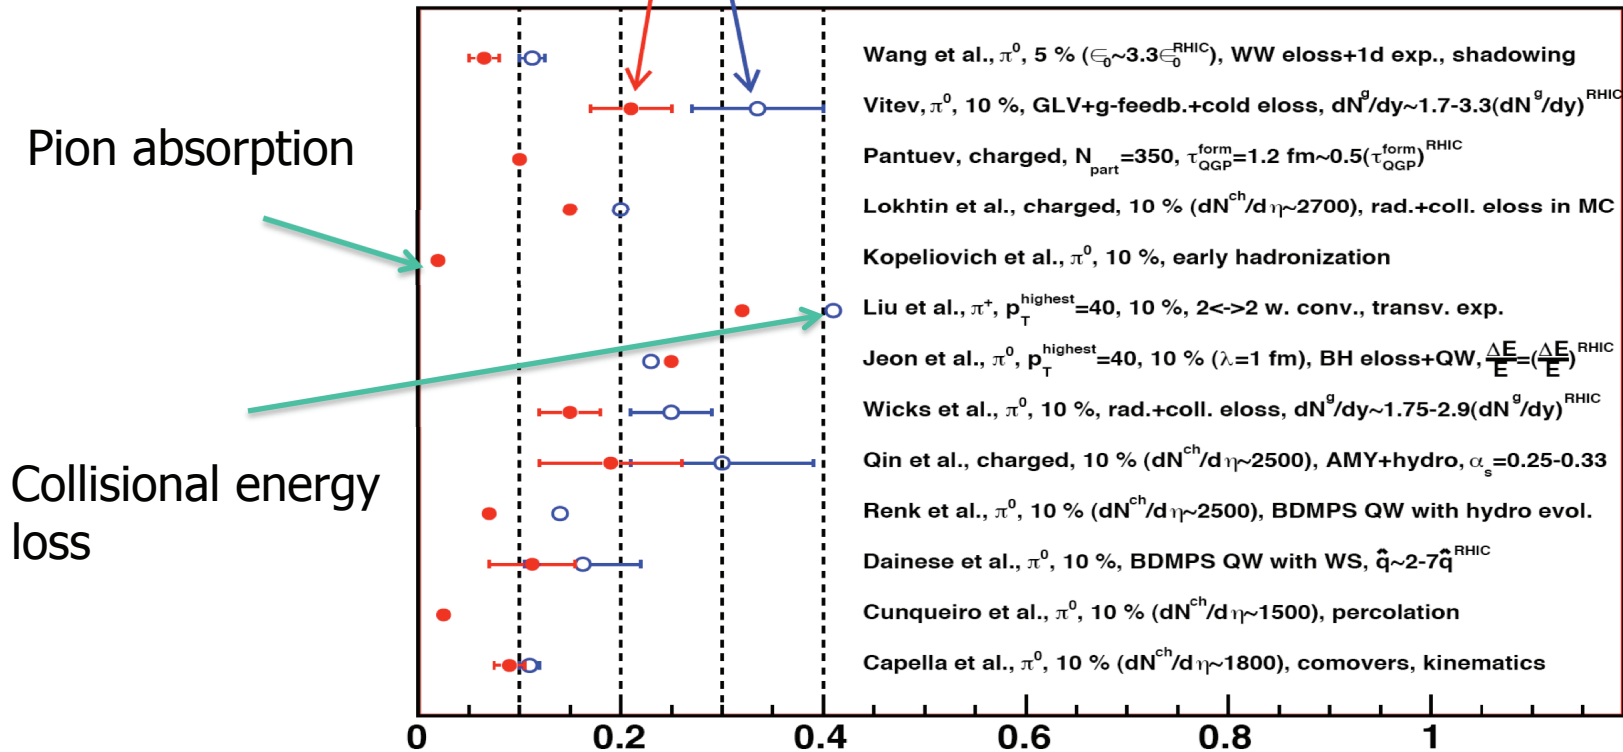 Wang et al., π⁰, 5 % (∈₀~3.3∈₀^RHIC), WW eloss+1d exp., shadowing
Vitev, π⁰, 10 %, GLV+g-feedb.+cold eloss, dN^g/dy~1.7-3.3(dN^g/dy)^RHIC
Pion absorption
Pantuev, charged, N_part=350, τ_QGP^form=1.2 fm~0.5(τ_QGP^form)^RHIC
Lokhtin et al., charged, 10 % (dN^ch/dη~2700), rad.+coll. eloss in MC
Kopeliovich et al., π⁰, 10 %, early hadronization
Liu et al., π⁺, p_T^highest=40, 10 %, 2<->2 w. conv., transv. exp.
Jeon et al., π⁰, p_T^highest=40, 10 % (λ=1 fm), BH eloss+QW, ΔE/E=(ΔE/E)^RHIC
Wicks et al., π⁰, 10 %, rad.+coll. eloss, dN^g/dy~1.75-2.9(dN^g/dy)^RHIC
Collisional energy
loss
Qin et al., charged, 10 % (dN^ch/dη~2500), AMY+hydro, α_s=0.25-0.33
Renk et al., π⁰, 10 % (dN^ch/dη~2500), BDMPS QW with hydro evol.
Dainese et al., π⁰, 10 %, BDMPS QW with WS, q̂~2-7q̂^RHIC
Cunqueiro et al., π⁰, 10 % (dN^ch/dη~1500), percolation
Capella et al., π⁰, 10 % (dN^ch/dη~1800), comovers, kinematics
0 0.2 0.4 0.6 0.8 1